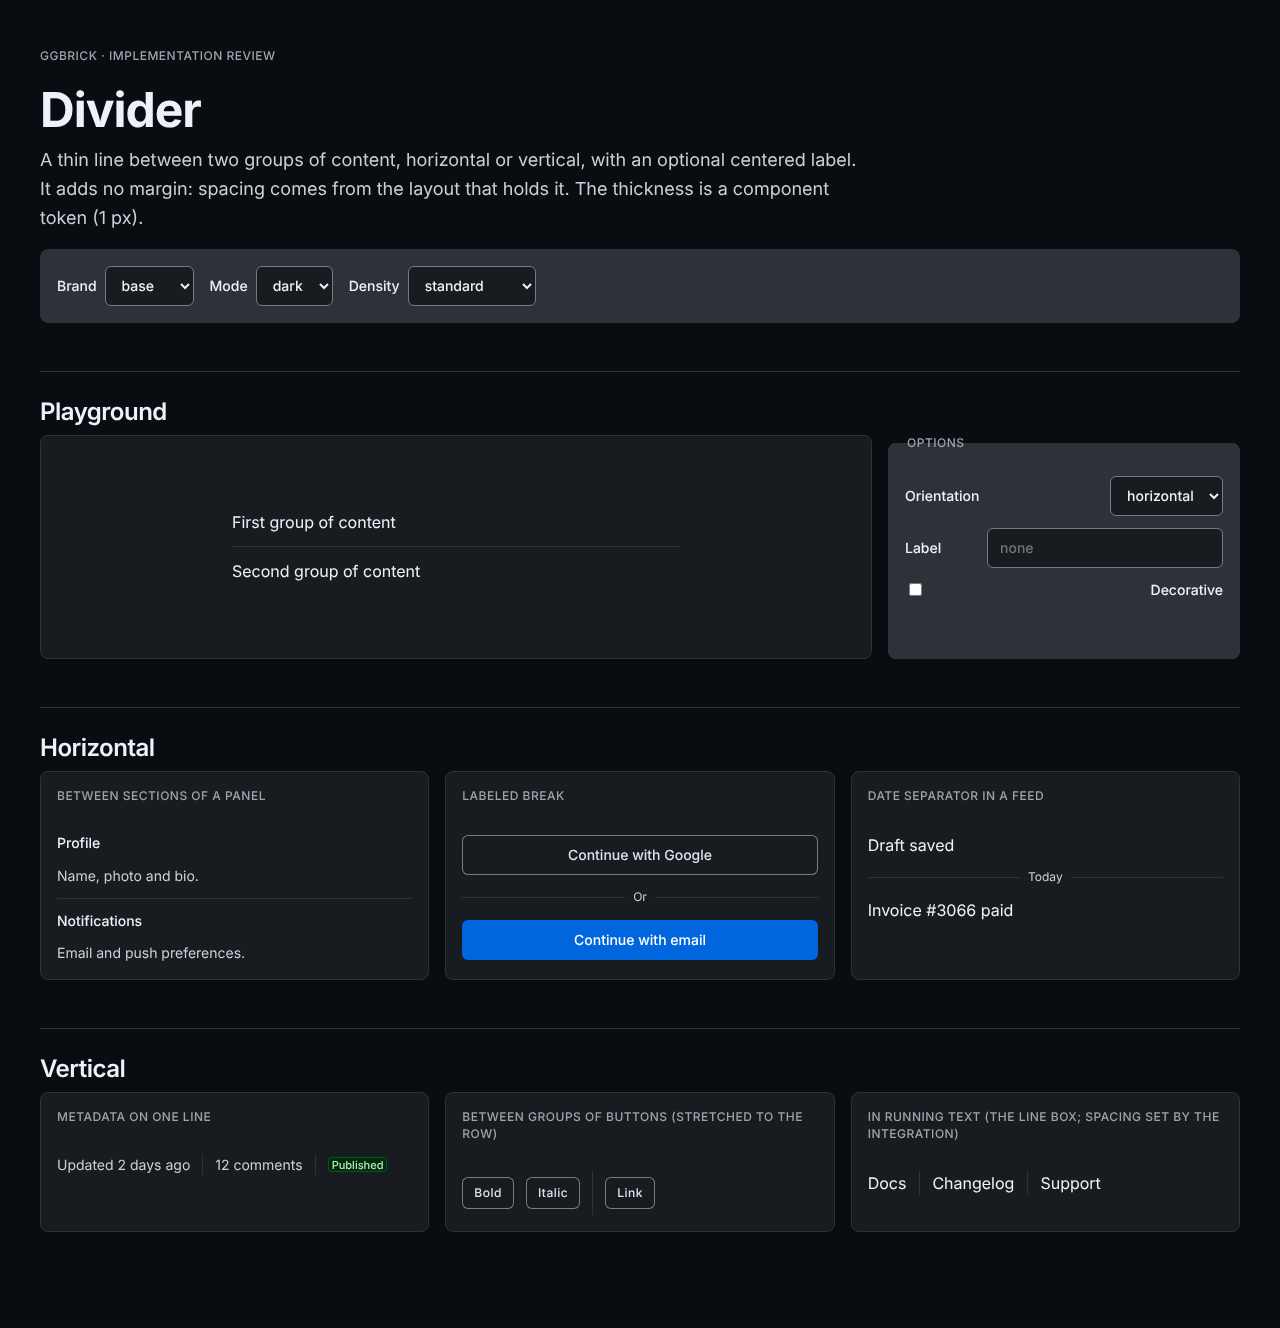 GGBRICK · IMPLEMENTATION REVIEW
Divider
A thin line between two groups of content, horizontal or vertical, with an optional centered label.
It adds no margin: spacing comes from the layout that holds it. The thickness is a component
token (1 px).
Brand base Mode dark Density standard
Playground
First group of content
Second group of content
OPTIONS
Orientation horizontal
Label none
Decorative
Horizontal
BETWEEN SECTIONS OF A PANEL
Profile
Name, photo and bio.
Notifications
Email and push preferences.
LABELED BREAK
Continue with Google
Or
Continue with email
DATE SEPARATOR IN A FEED
Draft saved
Today
Invoice #3066 paid
Vertical
METADATA ON ONE LINE
Updated 2 days ago 12 comments Published
BETWEEN GROUPS OF BUTTONS (STRETCHED TO THE
ROW)
Bold Italic Link
IN RUNNING TEXT (THE LINE BOX; SPACING SET BY THE
INTEGRATION)
Docs Changelog Support